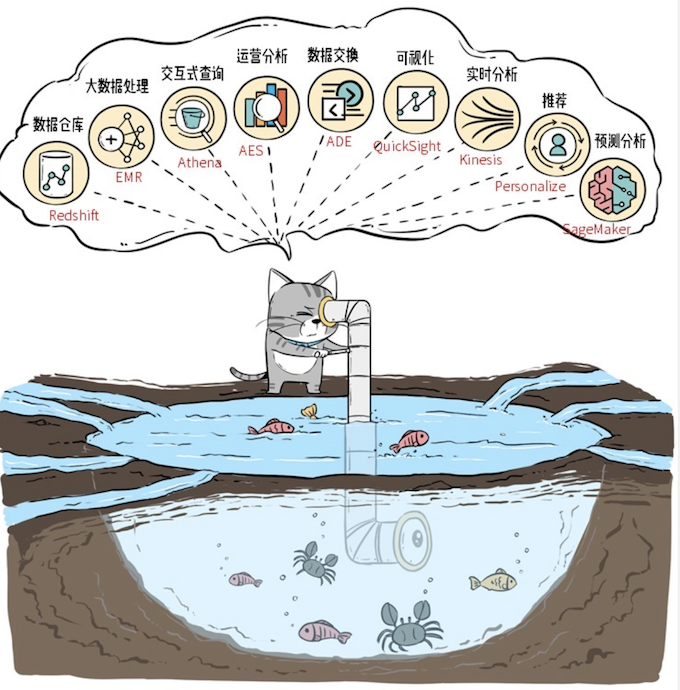 数据仓库
Redshift
大数据处理
EMR
交互式查询
Athena
运营分析
AES
数据交换
ADE
可视化
QuickSight
实时分析
Kinesis
推荐
Personalize
预测分析
SageMaker